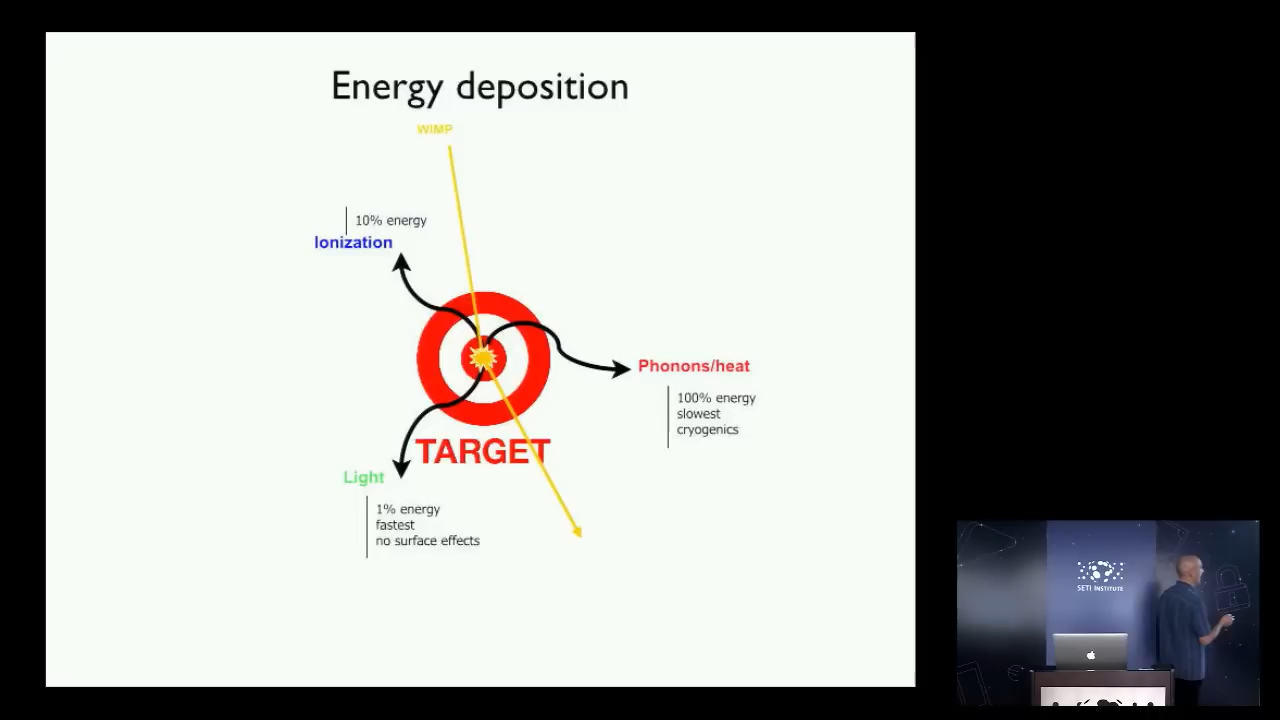 Energy deposition
WIMP
10% energy
Ionization
Phonons/heat
100% energy
slowest
cryogenics
TARGET
Light
1% energy
fastest
no surface effects
SETI INSTITUTE